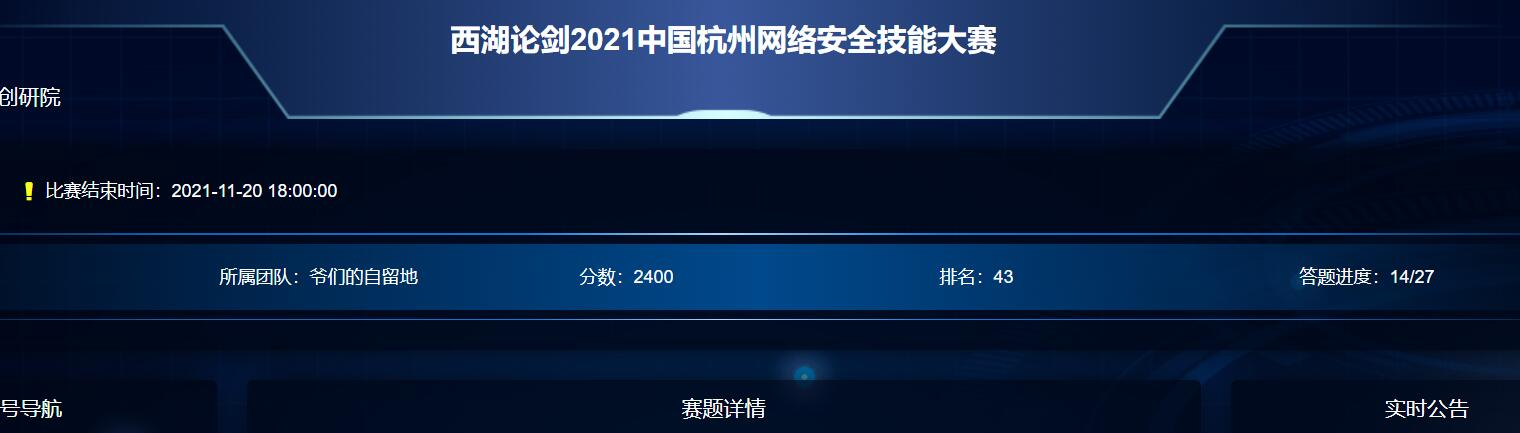 西湖论剑2021中国杭州网络安全技能大赛
创研院
比赛结束时间：2021-11-20 18:00:00
所属团队：爷们的自留地 分数：2400 排名：43 答题进度：14/27
号导航 赛题详情 实时公告